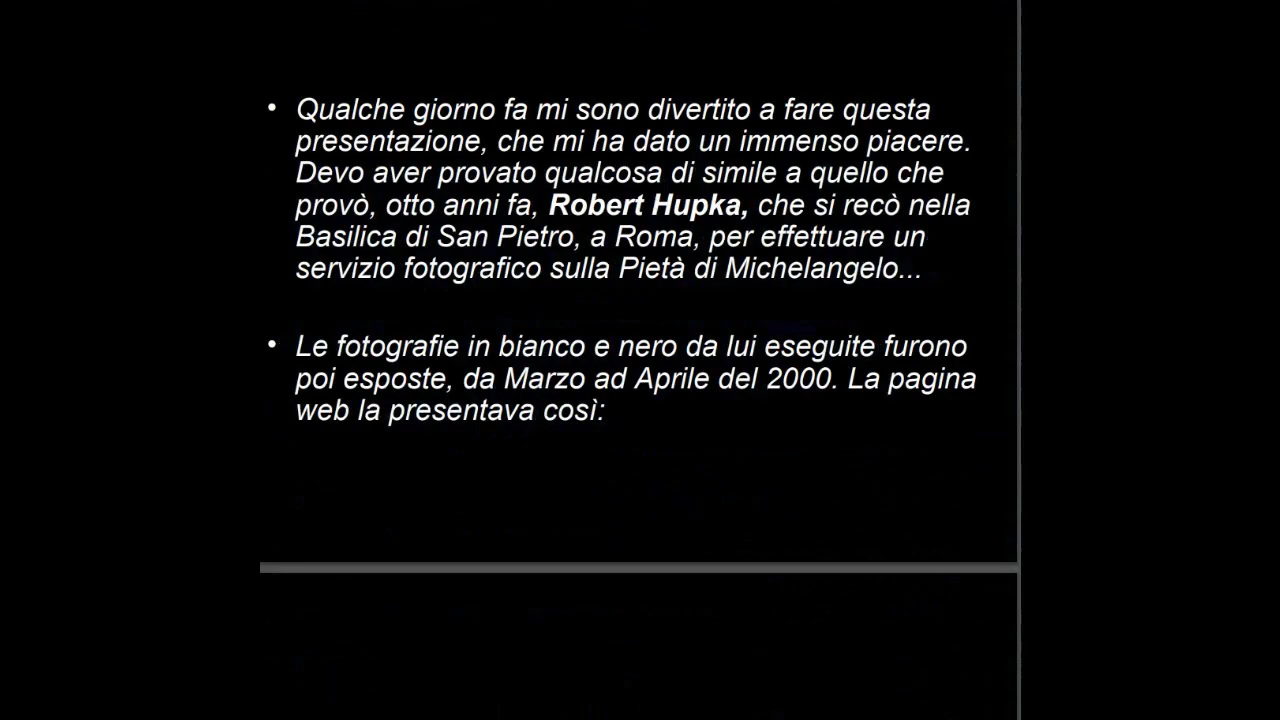 • Qualche giorno fa mi sono divertito a fare questa
presentazione, che mi ha dato un immenso piacere.
Devo aver provato qualcosa di simile a quello che
provò, otto anni fa, Robert Hupka, che si recò nella
Basilica di San Pietro, a Roma, per effettuare un
servizio fotografico sulla Pietà di Michelangelo...
• Le fotografie in bianco e nero da lui eseguite furono
poi esposte, da Marzo ad Aprile del 2000. La pagina
web la presentava così: